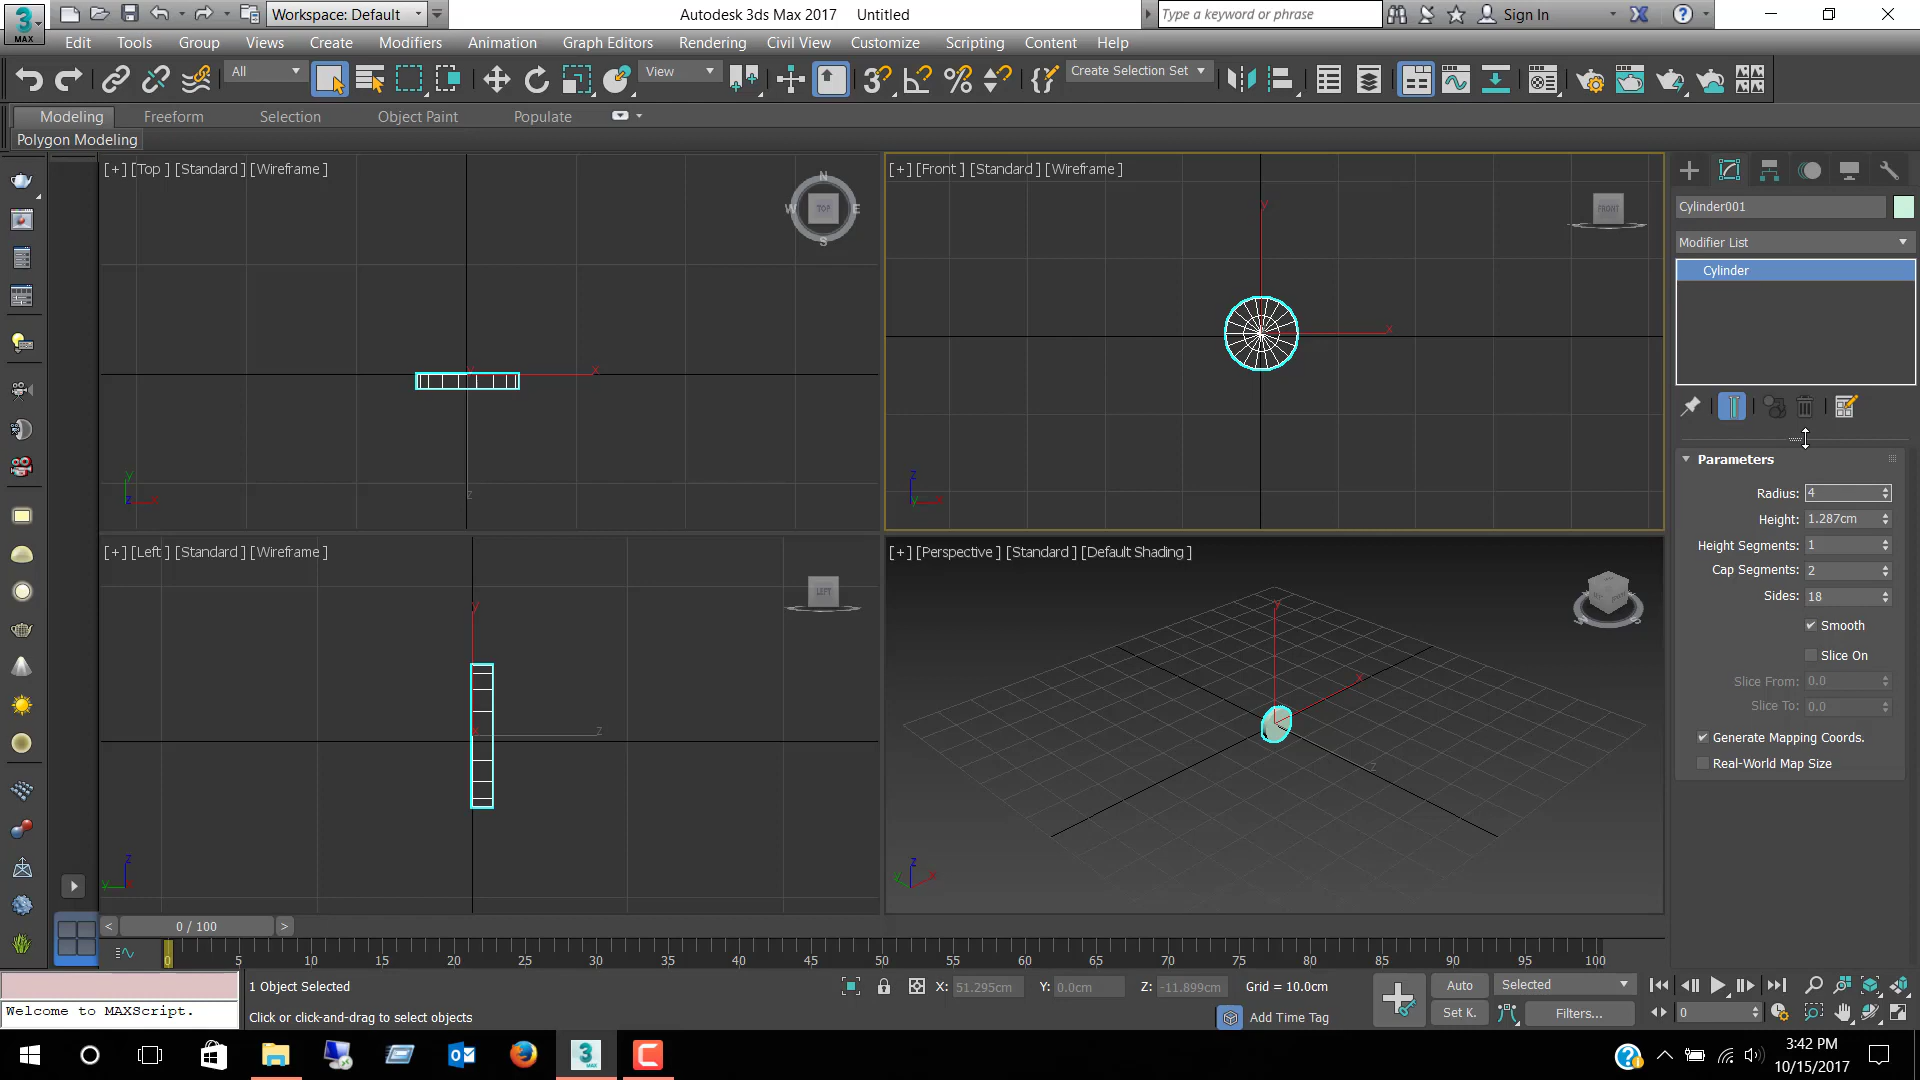 3
MAX
Workspace: Default
Autodesk 3ds Max 2017 Untitled
Type a keyword or phrase
Sign In
Edit Tools Group Views Create Modifiers Animation Graph Editors Rendering Civil View Customize Scripting Content Help
All
View
Create Selection Set
Modeling Freeform Selection Object Paint Populate
Polygon Modeling
[+] [Top ] [Standard ] [Wireframe ]
N
W TOP E
S
x
z
y
z x
[+] [Front ] [Standard ] [Wireframe ]
FRONT
y
x
z
y x
[+] [Left ] [Standard ] [Wireframe ]
LEFT
y
x z
z
y
[+] [Perspective ] [Standard ] [Default Shading ]
y
x
z
z
y x
Cylinder001
Modifier List
Cylinder
Parameters
Radius: 4
Height: 1.287cm
Height Segments: 1
Cap Segments: 2
Sides: 18
Smooth
Slice On
Slice From: 0.0
Slice To: 0.0
Generate Mapping Coords.
Real-World Map Size
< 0 / 100 >
0 5 10 15 20 25 30 35 40 45 50 55 60 65 70 75 80 85 90 95 100
Welcome to MAXScript.
1 Object Selected
Click or click-and-drag to select objects
X: 51.295cm Y: 0.0cm Z: -11.899cm Grid = 10.0cm
Add Time Tag
Auto Selected
Set K. Filters...
0
3:42 PM
10/15/2017